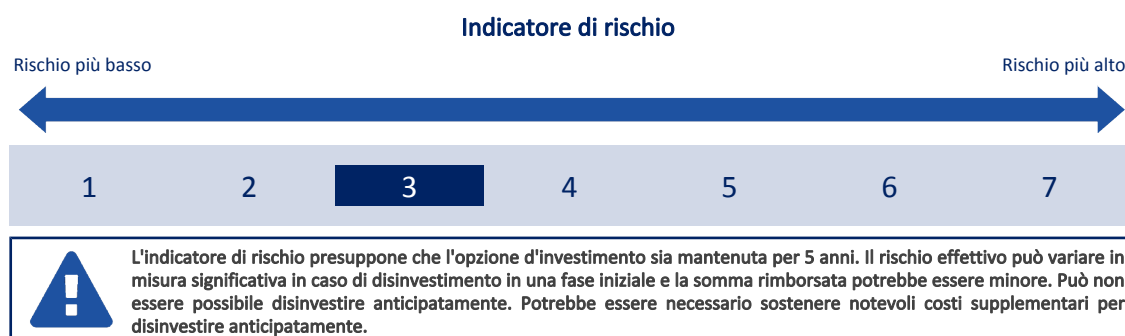 Indicatore di rischio
Rischio più basso
Rischio più alto
1 2 3 4 5 6 7
L'indicatore di rischio presuppone che l'opzione d'investimento sia mantenuta per 5 anni. Il rischio effettivo può variare in
misura significativa in caso di disinvestimento in una fase iniziale e la somma rimborsata potrebbe essere minore. Può non
essere possibile disinvestire anticipatamente. Potrebbe essere necessario sostenere notevoli costi supplementari per
disinvestire anticipatamente.